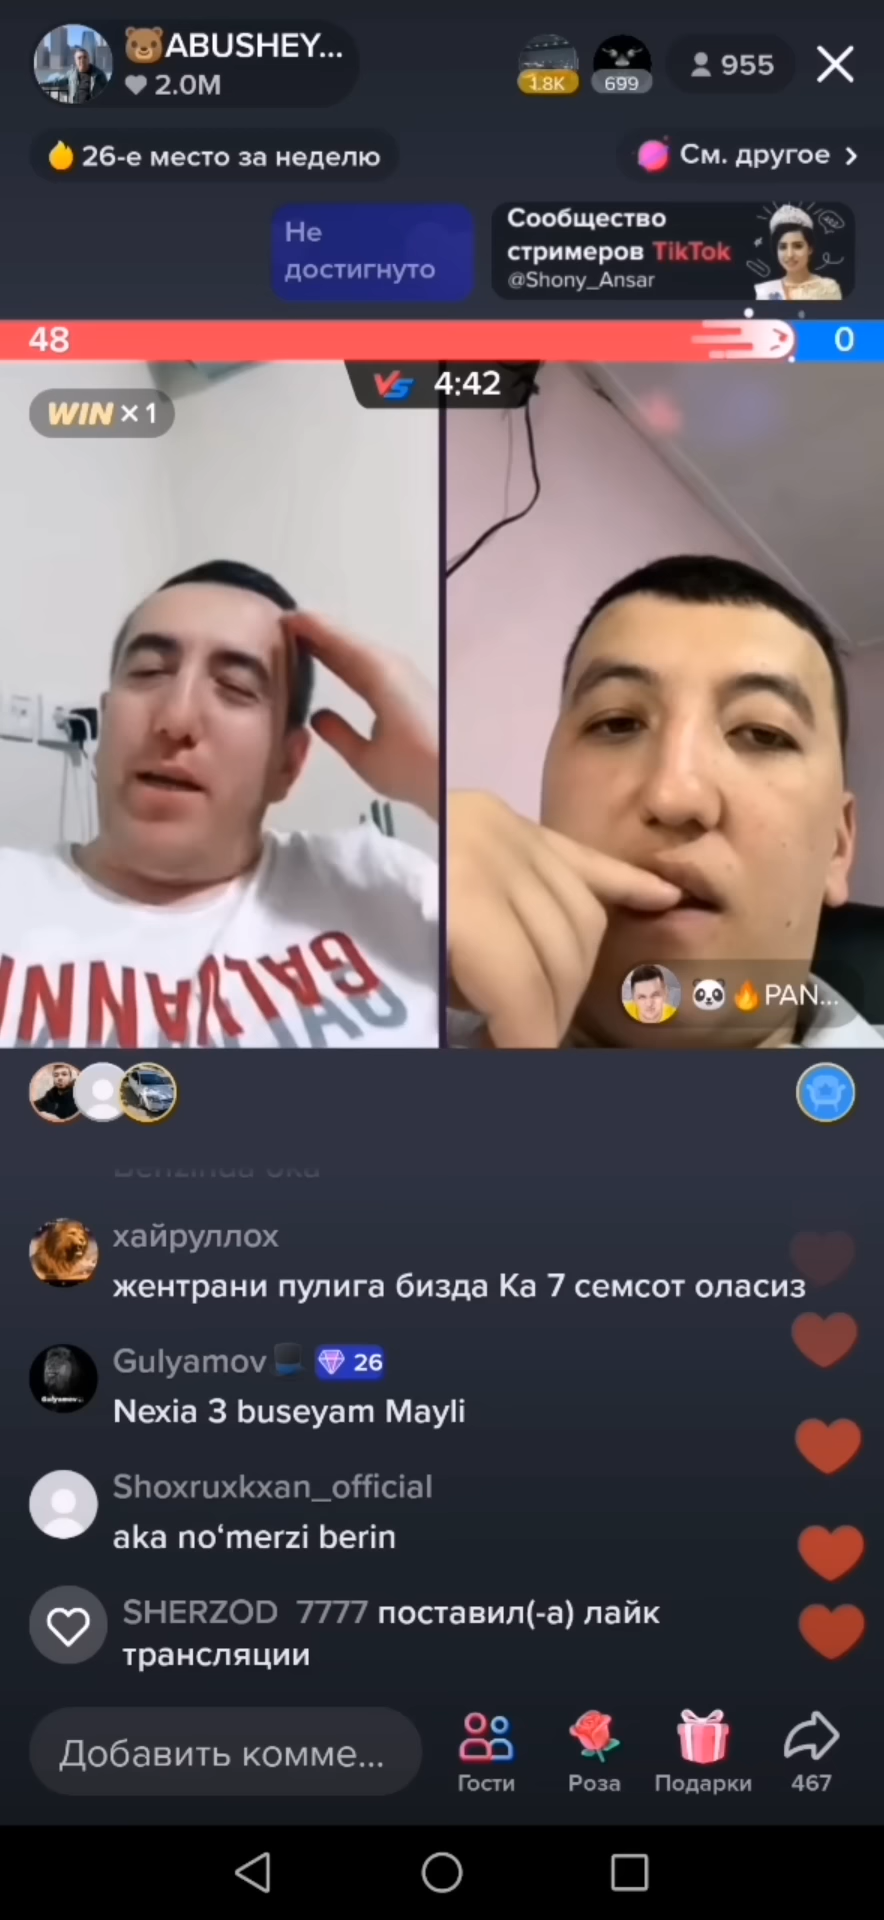 🐻ABUSHEY...
2.0M
1.8K
699
955
26-е место за неделю
См. другое
Не
достигнуто
Сообщество
стримеров TikTok
@Shony_Ansar
48
0
VS 4:42
WIN × 1
🐼🔥PAN...
хайруллох
жентрани пулига бизда Ка 7 семсот оласиз
Gulyamov 26
Nexia 3 buseyam Mayli
Shoxruxkxan_official
aka no‘merzi berin
SHERZOD 7777 поставил(-а) лайк
трансляции
Добавить комме...
Гости
Роза
Подарки
467